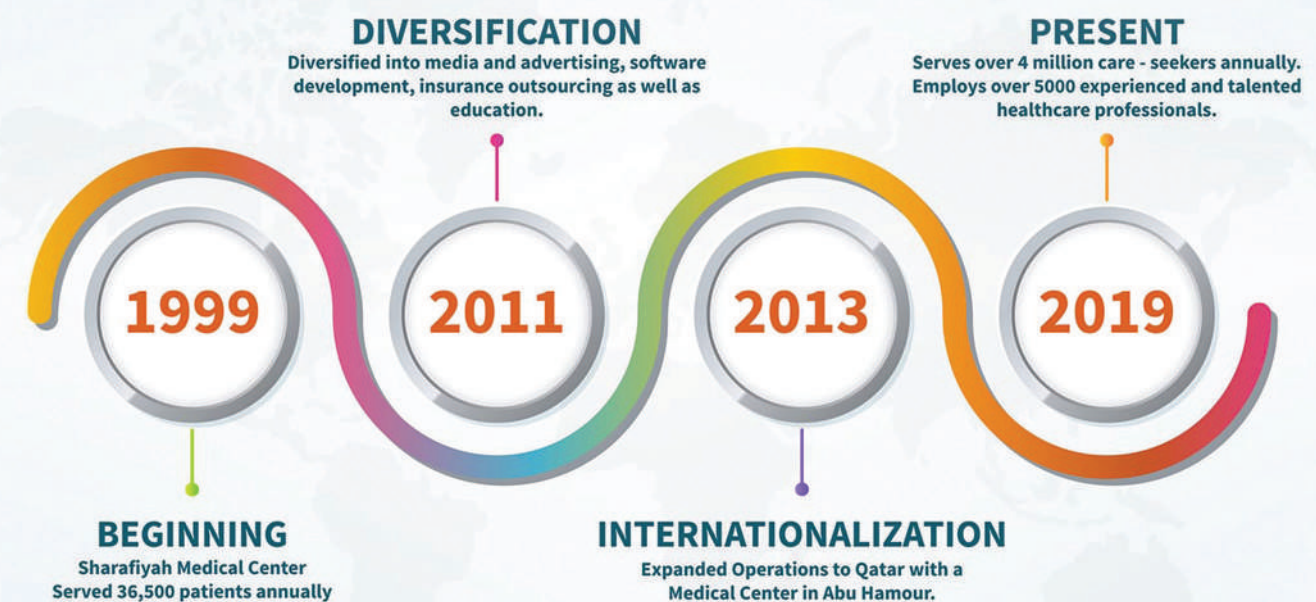 DIVERSIFICATION
Diversified into media and advertising, software
development, insurance outsourcing as well as
education.
PRESENT
Serves over 4 million care - seekers annually.
Employs over 5000 experienced and talented
healthcare professionals.
1999
2011
2013
2019
BEGINNING
Sharafiyah Medical Center
Served 36,500 patients annually
INTERNATIONALIZATION
Expanded Operations to Qatar with a
Medical Center in Abu Hamour.